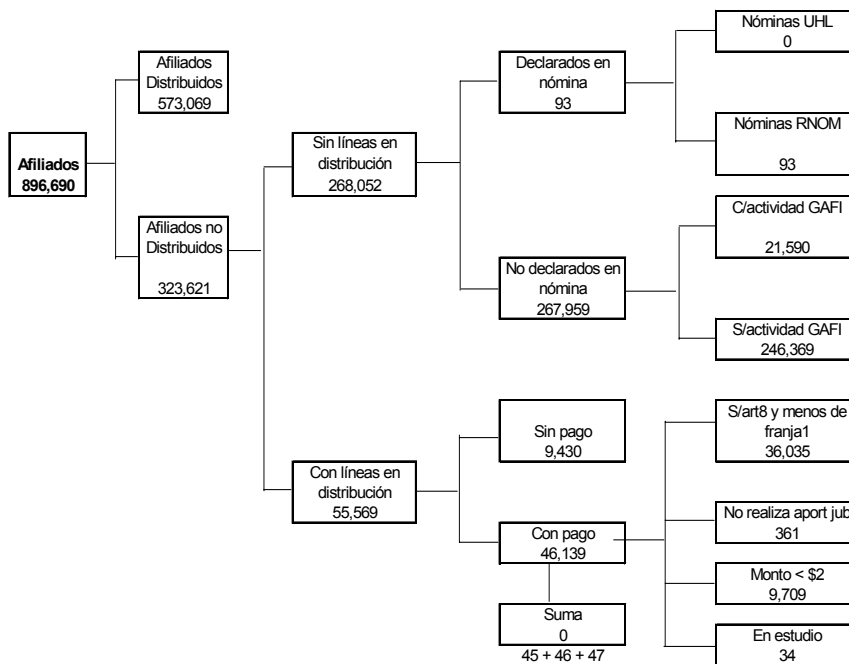 Afiliados
896,690
Afiliados
Distribuidos
573,069
Afiliados no
Distribuidos
323,621
Sin líneas en
distribución
268,052
Con líneas en
distribución
55,569
Declarados en
nómina
93
No declarados en
nómina
267,959
Sin pago
9,430
Con pago
46,139
Suma
0
45 + 46 + 47
Nóminas UHL
0
Nóminas RNOM
93
C/actividad GAFI
21,590
S/actividad GAFI
246,369
S/art8 y menos de
franja1
36,035
No realiza aport jub
361
Monto < $2
9,709
En estudio
34